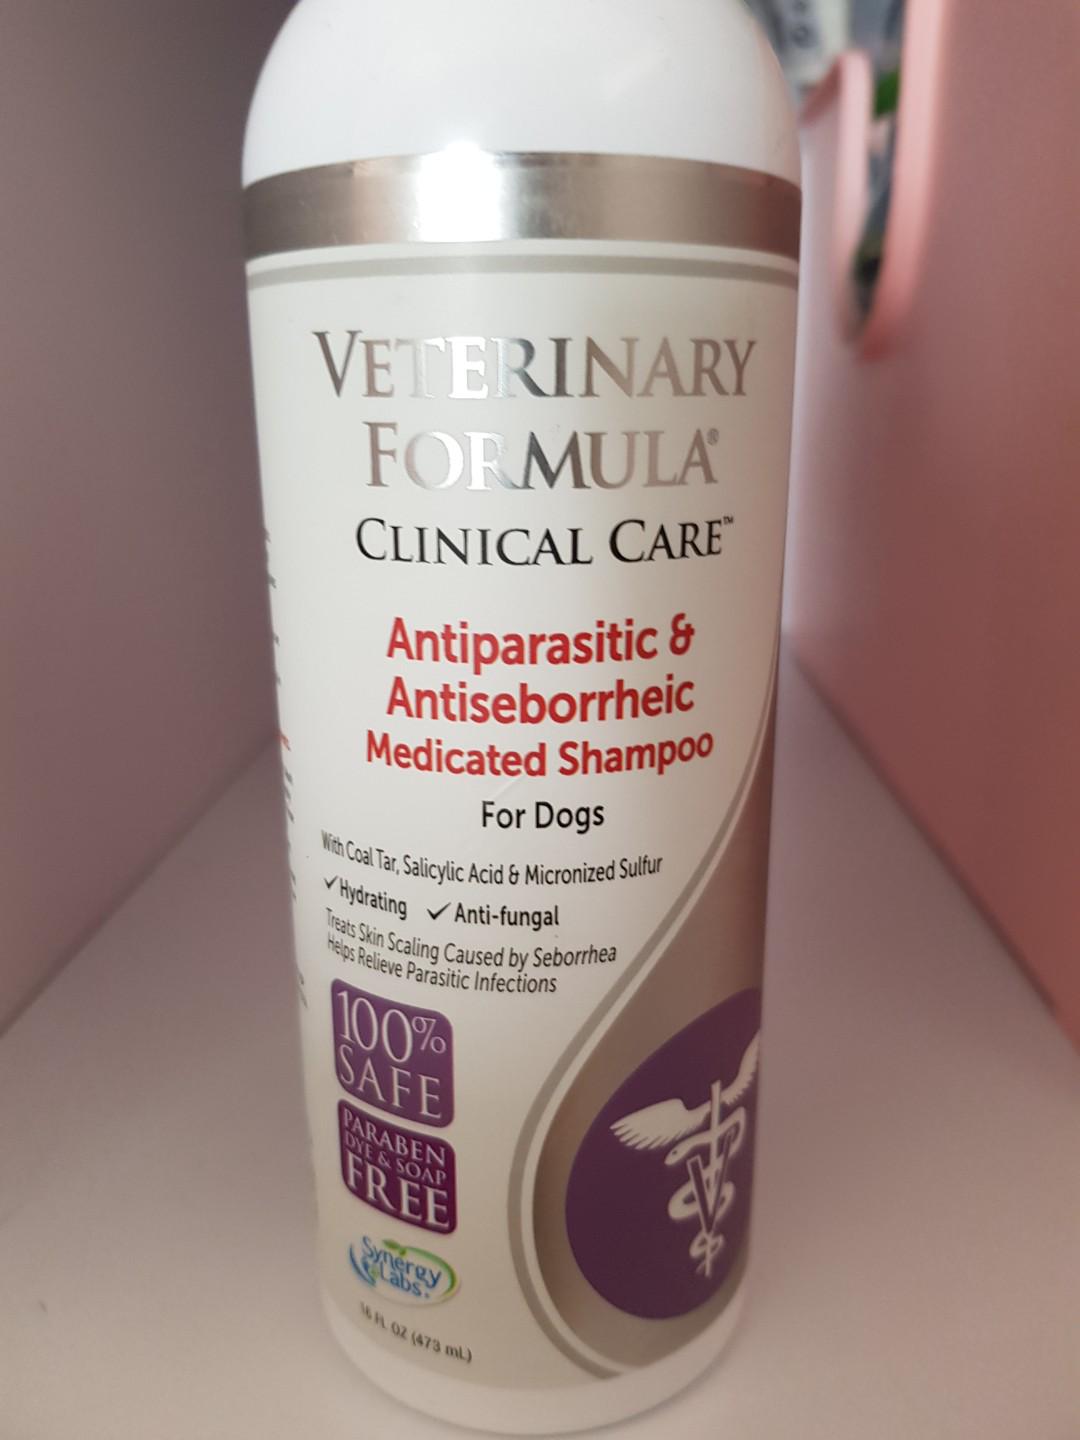 VETERINARY
FORMULA®
CLINICAL CARE™
Antiparasitic &
Antiseborrheic
Medicated Shampoo
For Dogs
With Coal Tar, Salicylic Acid & Micronized Sulfur
✓Hydrating ✓Anti-fungal
Treats Skin Scaling Caused by Seborrhea
Helps Relieve Parasitic Infections
100%
SAFE
PARABEN
DYE & SOAP
FREE
Synergy
Labs®
16 FL OZ (473 mL)